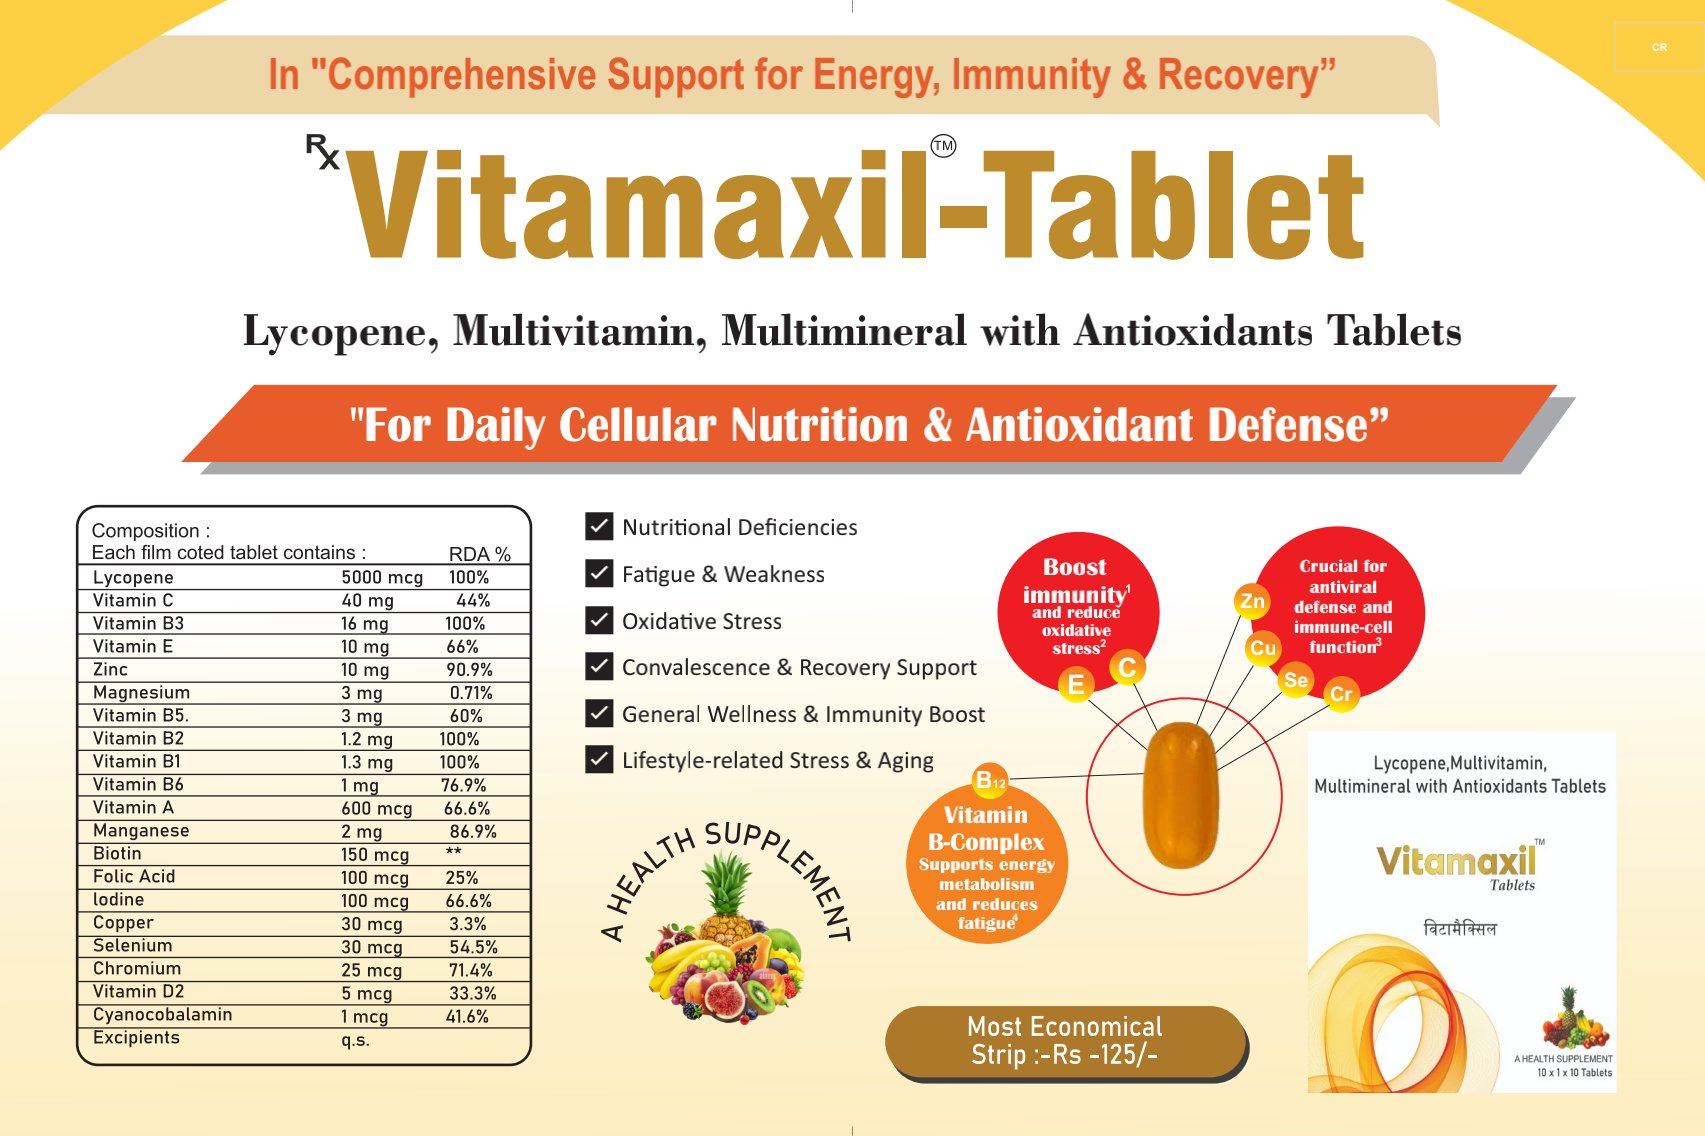 CR
In "Comprehensive Support for Energy, Immunity & Recovery”
Rx Vitamaxil™-Tablet
Lycopene, Multivitamin, Multimineral with Antioxidants Tablets
"For Daily Cellular Nutrition & Antioxidant Defense”
Composition :
Each film coted tablet contains : RDA %
Lycopene 5000 mcg 100%
Vitamin C 40 mg 44%
Vitamin B3 16 mg 100%
Vitamin E 10 mg 66%
Zinc 10 mg 90.9%
Magnesium 3 mg 0.71%
Vitamin B5. 3 mg 60%
Vitamin B2 1.2 mg 100%
Vitamin B1 1.3 mg 100%
Vitamin B6 1 mg 76.9%
Vitamin A 600 mcg 66.6%
Manganese 2 mg 86.9%
Biotin 150 mcg **
Folic Acid 100 mcg 25%
Iodine 100 mcg 66.6%
Copper 30 mcg 3.3%
Selenium 30 mcg 54.5%
Chromium 25 mcg 71.4%
Vitamin D2 5 mcg 33.3%
Cyanocobalamin 1 mcg 41.6%
Excipients q.s.
Nutritional Deficiencies
Fatigue & Weakness
Oxidative Stress
Convalescence & Recovery Support
General Wellness & Immunity Boost
Lifestyle-related Stress & Aging
A HEALTH SUPPLEMENT
Boost
immunity1
and reduce
oxidative
stress2
E
C
Crucial for
antiviral
defense and
immune-cell
function3
Zn
Cu
Se
Cr
B12
Vitamin
B-Complex
Supports energy
metabolism
and reduces
fatigue4
Most Economical
Strip :-Rs -125/-
Lycopene,Multivitamin,
Multimineral with Antioxidants Tablets
Vitamaxil™
Tablets
विटामैक्सिल
A HEALTH SUPPLEMENT
10 x 1 x 10 Tablets